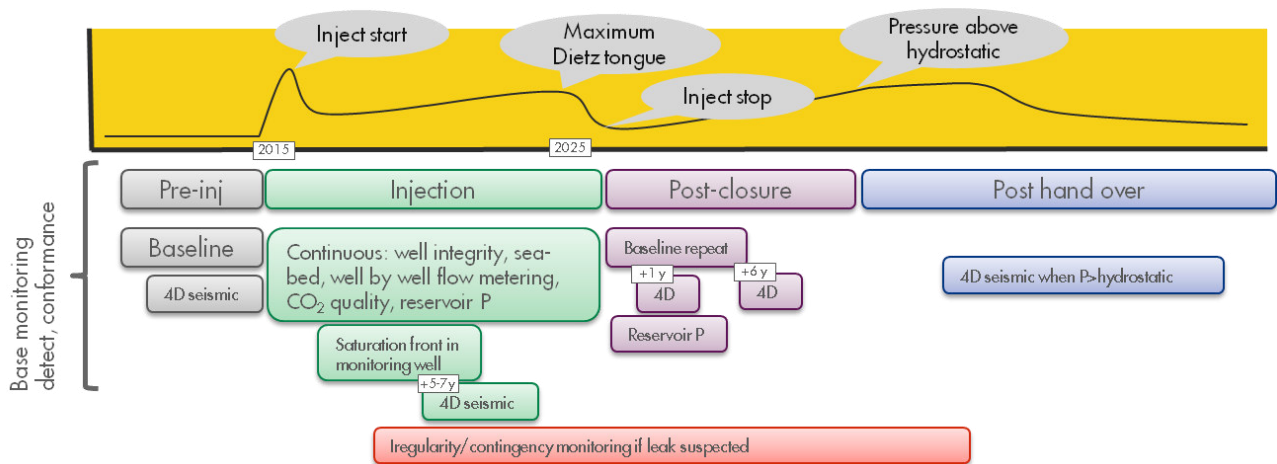 Inject start
Maximum
Dietz tongue
Pressure above
hydrostatic
Inject stop
2015
2025
Base monitoring
detect, conformance
Pre-inj
Injection
Post-closure
Post hand over
Baseline
4D seismic
Continuous: well integrity, sea-
bed, well by well flow metering,
CO₂ quality, reservoir P
Saturation front in
monitoring well
+5-7y
4D seismic
Baseline repeat
+1 y
4D
+6 y
4D
Reservoir P
4D seismic when P>hydrostatic
Irregularity/ contingency monitoring if leak suspected